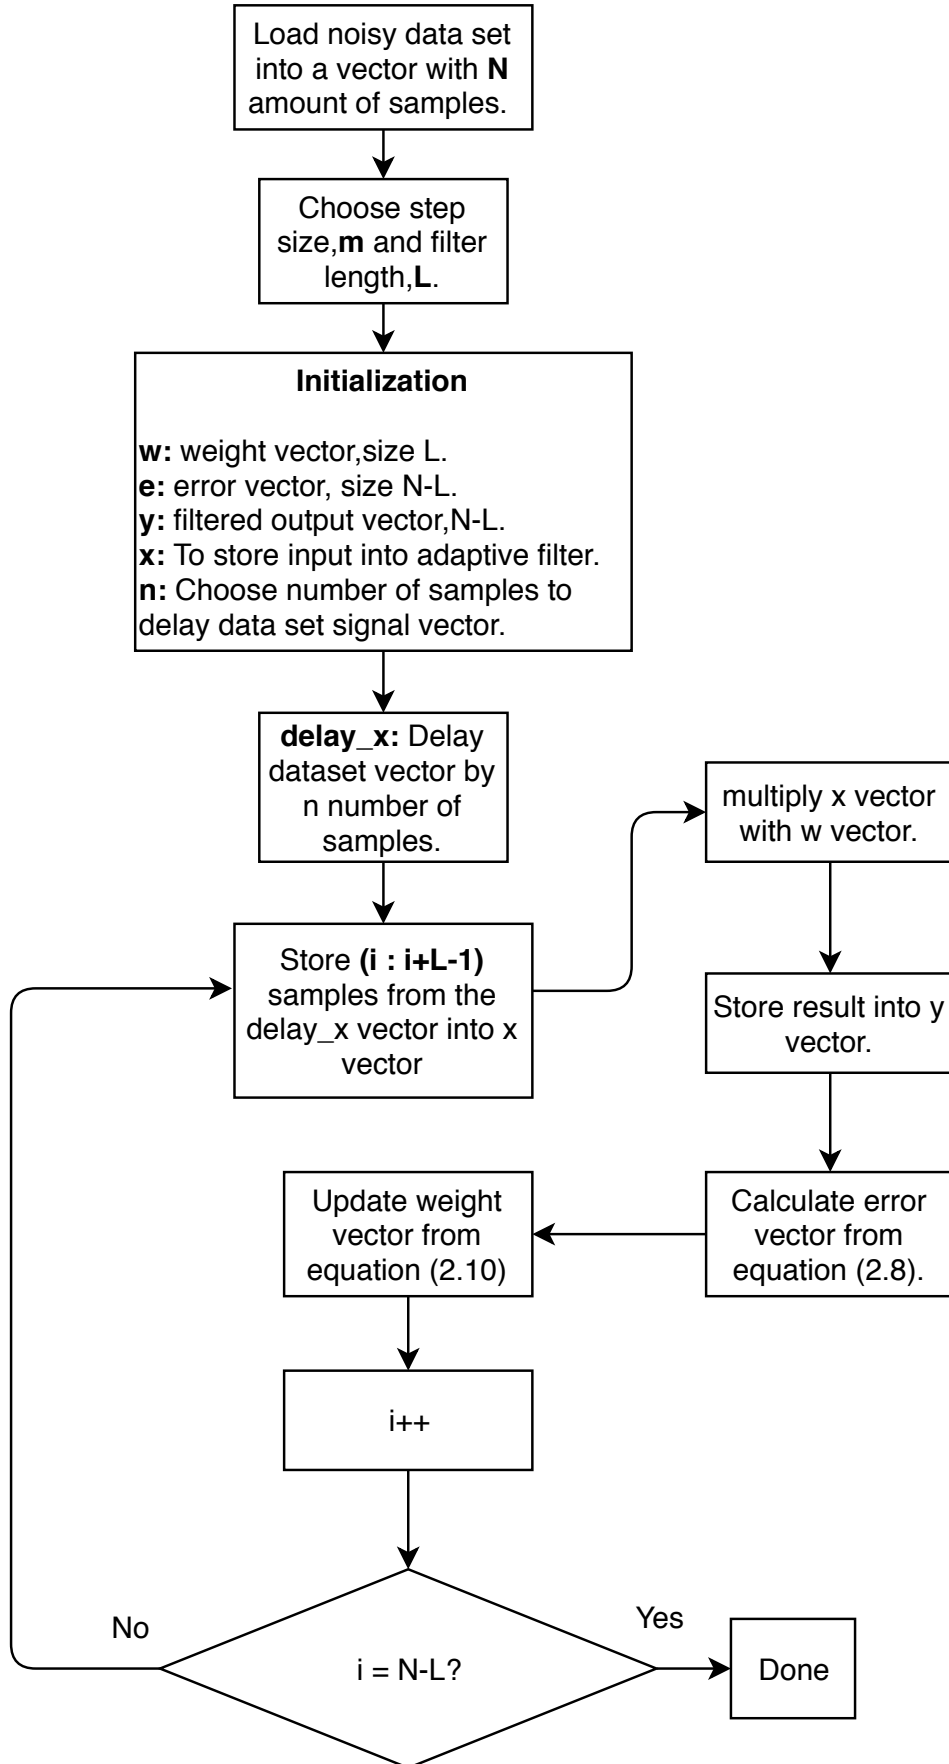 Load noisy data set
into a vector with N
amount of samples.
Choose step
size,m and filter
length,L.
Initialization
w: weight vector,size L.
e: error vector, size N-L.
y: filtered output vector,N-L.
x: To store input into adaptive filter.
n: Choose number of samples to
delay data set signal vector.
delay_x: Delay
dataset vector by
n number of
samples.
Store (i : i+L-1)
samples from the
delay_x vector into x
vector
multiply x vector
with w vector.
Store result into y
vector.
Calculate error
vector from
equation (2.8).
Update weight
vector from
equation (2.10)
i++
i = N-L?
No
Yes
Done